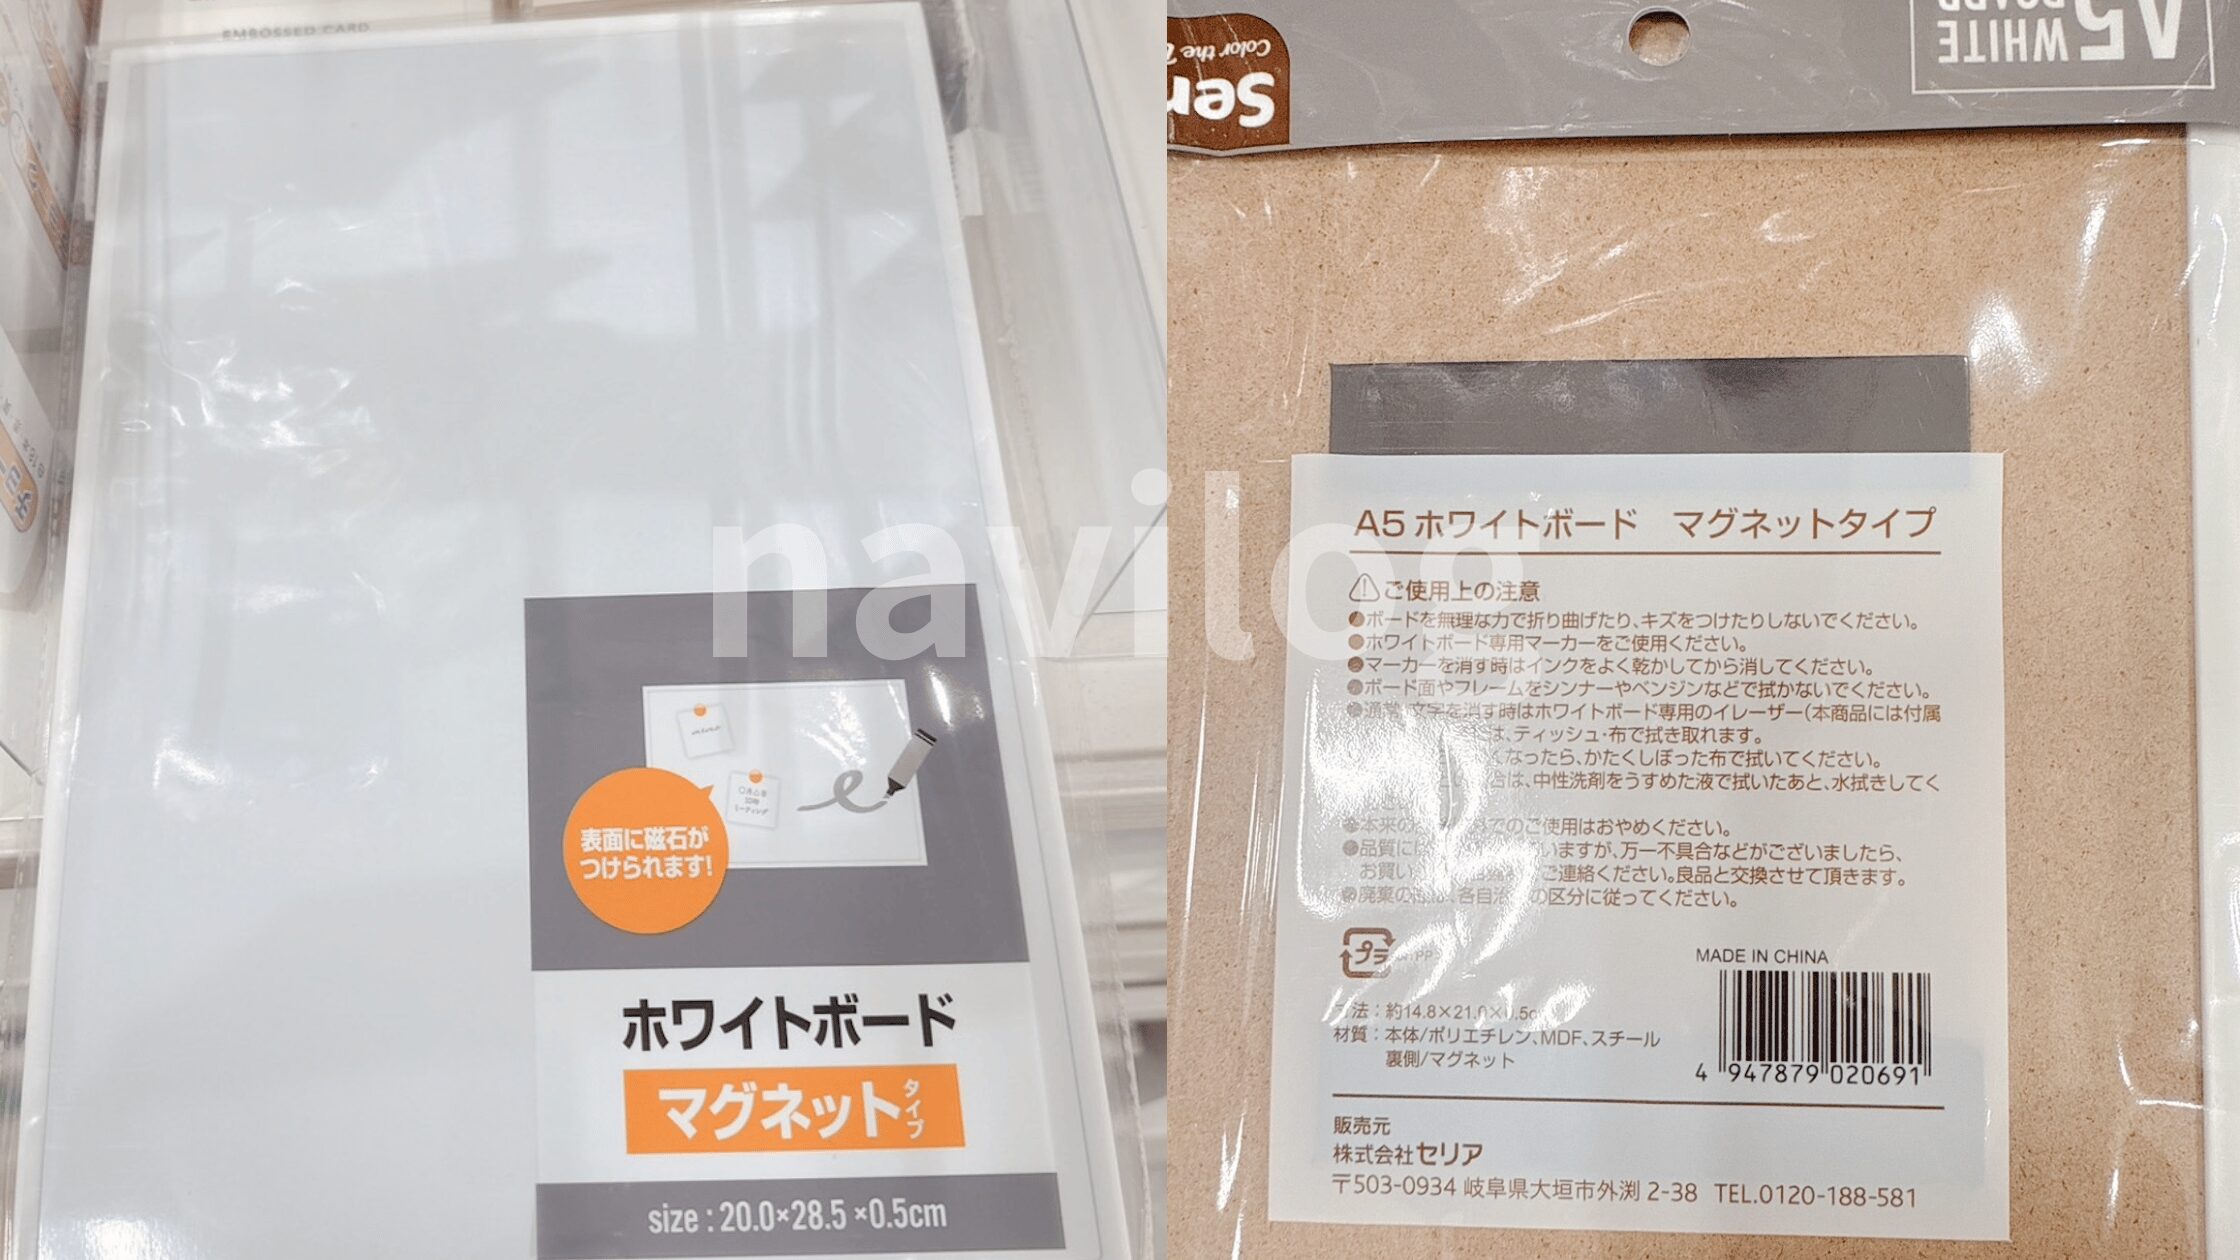 EMBOSSED CARD
memo
表面に磁石が
つけられます!
ホワイトボード
マグネットタイプ
size : 20.0×28.5×0.5cm
navilog
Color the
Ser
A5 WHITE
BOARD
A5 ホワイトボード マグネットタイプ
ご使用上の注意
●ボードを無理な力で折り曲げたり、キズをつけたりしないでください。
●ホワイトボード専用マーカーをご使用ください。
●マーカーを消す時はインクをよく乾かしてから消してください。
●ボード面やフレームをシンナーやベンジンなどで拭かないでください。
●通常、文字を消す時はホワイトボード専用のイレーザー(本商品には付属
は、ティッシュ・布で拭き取れます。
くなったら、かたくしぼった布で拭いてください。
合は、中性洗剤をうすめた液で拭いたあと、水拭きしてく
●本来の でのご使用はおやめください。
●品質には いますが、万一不具合などがございましたら、
お買い ご連絡ください。良品と交換させて頂きます。
●廃棄の 各自治 の区分に従ってください。
プラ PP
MADE IN CHINA
寸法:約14.8×21.0×0.5c
材質:本体/ポリエチレン、MDF、スチール
裏側/マグネット
4 947879 020691
販売元
株式会社セリア
〒503-0934 岐阜県大垣市外渕 2-38 TEL.0120-188-581